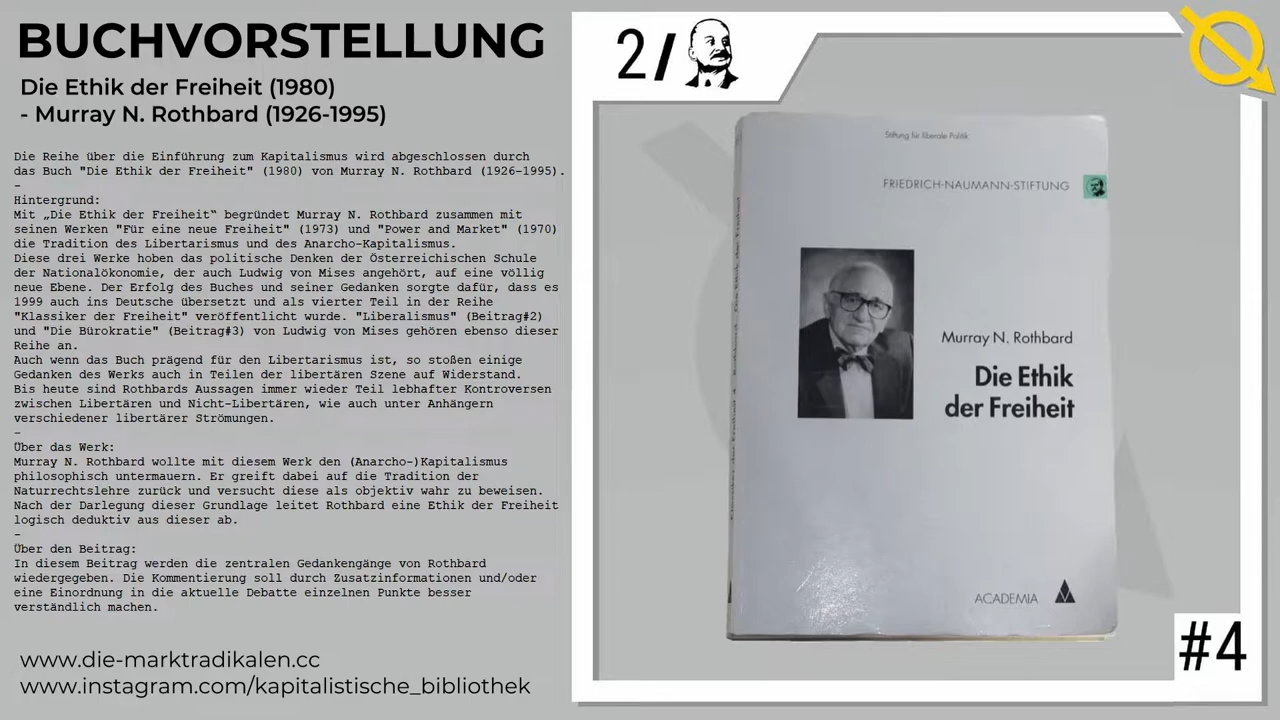 BUCHVORSTELLUNG
Die Ethik der Freiheit (1980)
- Murray N. Rothbard (1926-1995)
Die Reihe über die Einführung zum Kapitalismus wird abgeschlossen durch
das Buch "Die Ethik der Freiheit" (1980) von Murray N. Rothbard (1926-1995).
-
Hintergrund:
Mit „Die Ethik der Freiheit“ begründet Murray N. Rothbard zusammen mit
seinen Werken "Für eine neue Freiheit" (1973) und "Power and Market" (1970)
die Tradition des Libertarismus und des Anarcho-Kapitalismus.
Diese drei Werke hoben das politische Denken der Österreichischen Schule
der Nationalökonomie, der auch Ludwig von Mises angehört, auf eine völlig
neue Ebene. Der Erfolg des Buches und seiner Gedanken sorgte dafür, dass es
1999 auch ins Deutsche übersetzt und als vierter Teil in der Reihe
"Klassiker der Freiheit" veröffentlicht wurde. "Liberalismus" (Beitrag#2)
und "Die Bürokratie" (Beitrag#3) von Ludwig von Mises gehören ebenso dieser
Reihe an.
Auch wenn das Buch prägend für den Libertarismus ist, so stoßen einige
Gedanken des Werks auch in Teilen der libertären Szene auf Widerstand.
Bis heute sind Rothbards Aussagen immer wieder Teil lebhafter Kontroversen
zwischen Libertären und Nicht-Libertären, wie auch unter Anhängern
verschiedener libertärer Strömungen.
-
Über das Werk:
Murray N. Rothbard wollte mit diesem Werk den (Anarcho-)Kapitalismus
philosophisch untermauern. Er greift dabei auf die Tradition der
Naturrechtslehre zurück und versucht diese als objektiv wahr zu beweisen.
Nach der Darlegung dieser Grundlage leitet Rothbard eine Ethik der Freiheit
logisch deduktiv aus dieser ab.
-
Über den Beitrag:
In diesem Beitrag werden die zentralen Gedankengänge von Rothbard
wiedergegeben. Die Kommentierung soll durch Zusatzinformationen und/oder
eine Einordnung in die aktuelle Debatte einzelnen Punkte besser
verständlich machen.
www.die-marktradikalen.cc
www.instagram.com/kapitalistische_bibliothek
2/
Stiftung für liberale Politik
FRIEDRICH-NAUMANN-STIFTUNG
Murray N. Rothbard
Die Ethik
der Freiheit
ACADEMIA
#4